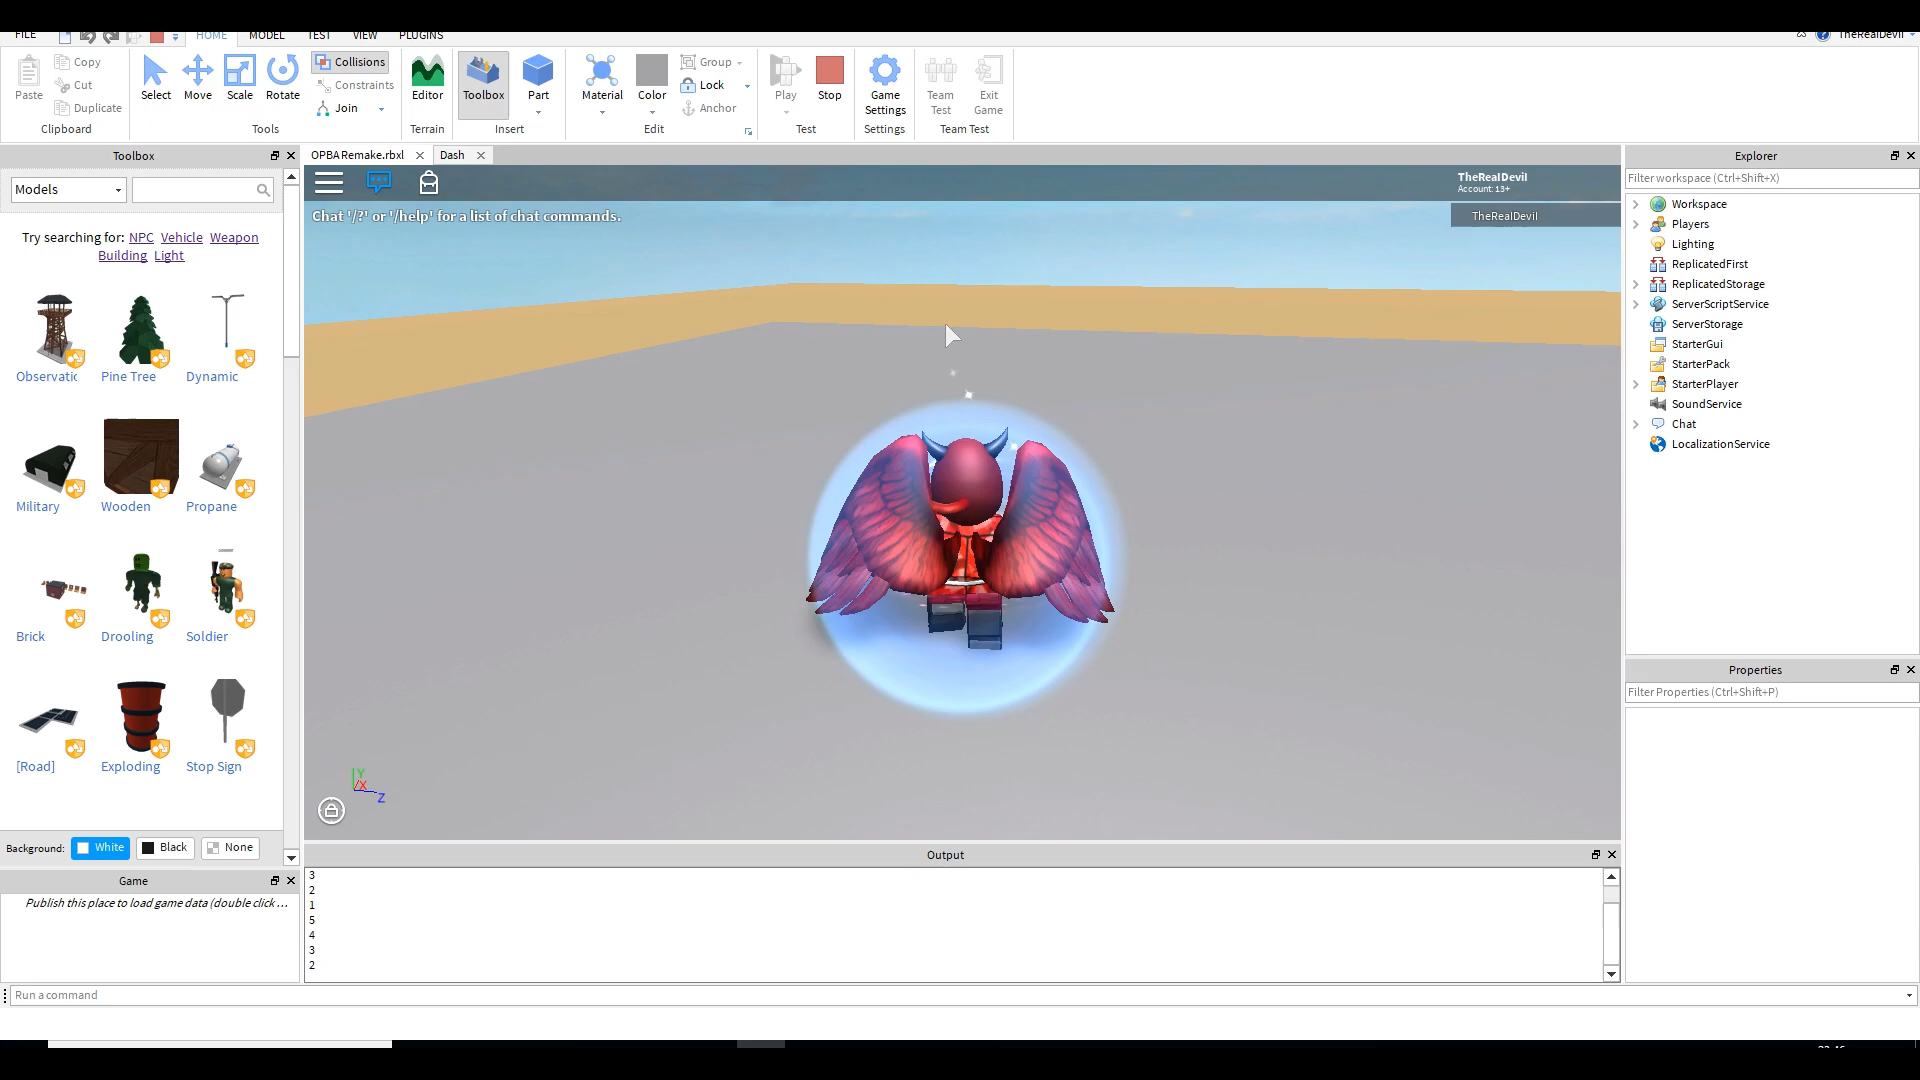 FILE HOME MODEL TEST VIEW PLUGINS TheRealDevil
Paste Copy Cut Duplicate Clipboard
Select Move Scale Rotate Collisions Constraints Join Tools
Editor Terrain
Toolbox Part Insert
Material Color Group Lock Anchor Edit
Play Stop Test
Game Settings Settings
Team Test Exit Game Team Test
Toolbox
Models
Try searching for: NPC Vehicle Weapon
Building Light
Observatic Pine Tree Dynamic
Military Wooden Propane
Brick Drooling Soldier
[Road] Exploding Stop Sign
Background: White Black None
Game
Publish this place to load game data (double click ...
OPBA Remake.rbxl Dash
TheRealDevil
Account: 13+
Chat '/?' or '/help' for a list of chat commands.
TheRealDevil
Y
X
Z
Output
3
2
1
5
4
3
2
Run a command
Explorer
Filter workspace (Ctrl+Shift+X)
Workspace
Players
Lighting
ReplicatedFirst
ReplicatedStorage
ServerScriptService
ServerStorage
StarterGui
StarterPack
StarterPlayer
SoundService
Chat
LocalizationService
Properties
Filter Properties (Ctrl+Shift+P)